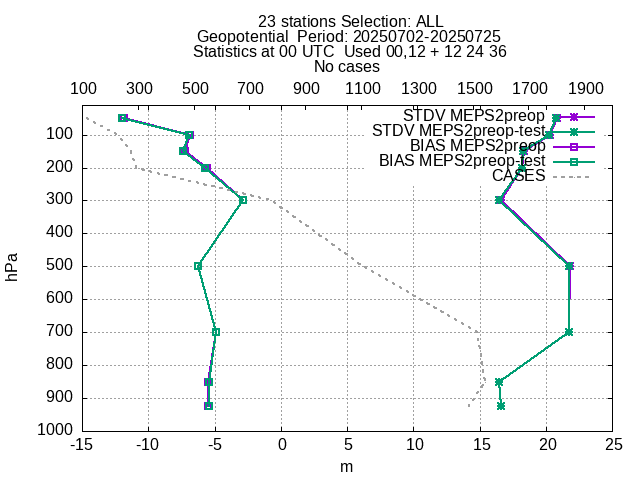 23 stations Selection: ALL
Geopotential  Period: 20250702-20250725
Statistics at 00 UTC  Used 00,12 + 12 24 36
No cases
100 300 500 700 900 1100 1300 1500 1700 1900
STDV MEPS2preop
STDV MEPS2preop-test
BIAS MEPS2preop
BIAS MEPS2preop-test
CASES
hPa
100
200
300
400
500
600
700
800
900
1000
-15 -10 -5 0 5 10 15 20 25
m